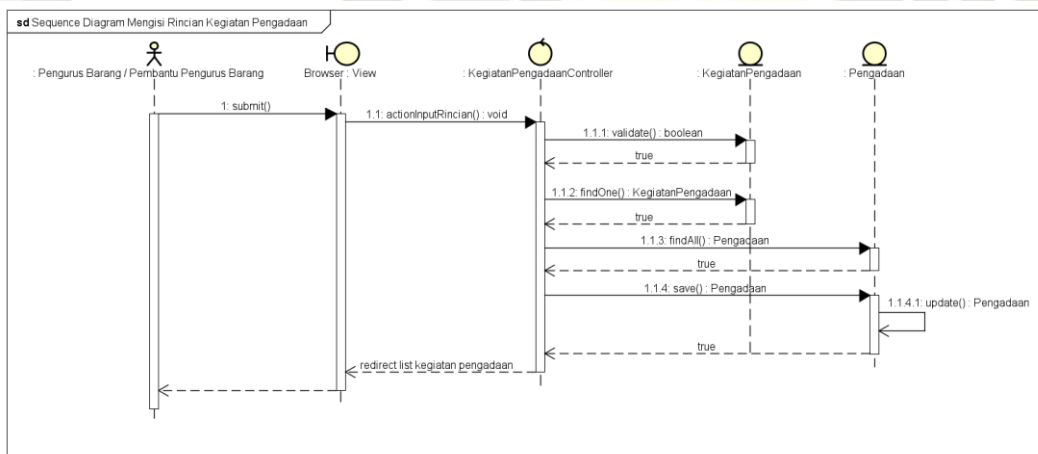 sd Sequence Diagram Mengisi Rincian Kegiatan Pengadaan
: Pengurus Barang / Pembantu Pengurus Barang
Browser : View
: KegiatanPengadaanController
: KegiatanPengadaan
: Pengadaan
1: submit()
1.1: actionInputRincian() : void
1.1.1: validate() : boolean
true
1.1.2: findOne() : KegiatanPengadaan
true
1.1.3: findAll() : Pengadaan
true
1.1.4: save() : Pengadaan
1.1.4.1: update() : Pengadaan
true
redirect list kegiatan pengadaan